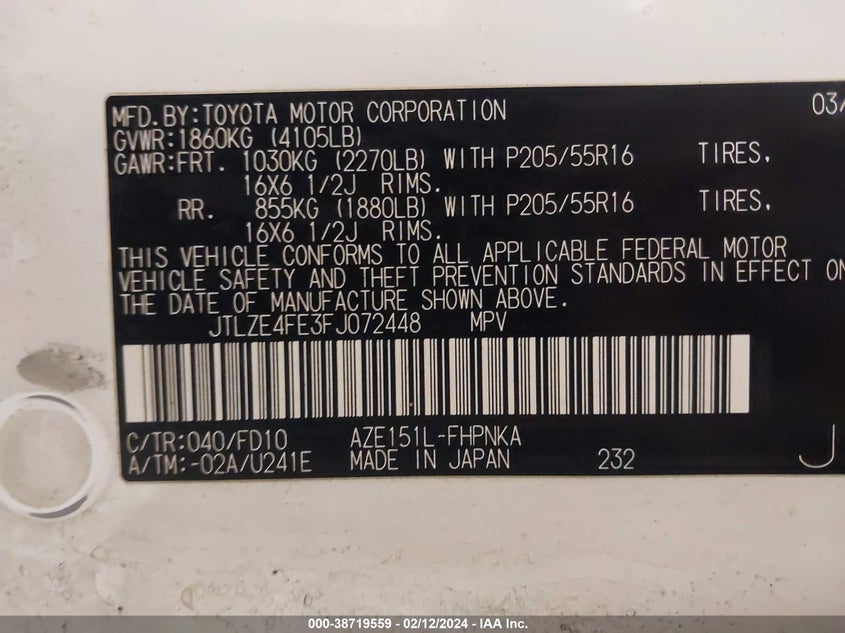 MFD.BY:TOYOTA MOTOR CORPORATION 03/
GVWR:1860KG (4105LB)
GAWR:FRT. 1030KG (2270LB) WITH P205/55R16 TIRES,
16X6 1/2J RIMS.
RR. 855KG (1880LB) WITH P205/55R16 TIRES,
16X6 1/2J RIMS.
THIS VEHICLE CONFORMS TO ALL APPLICABLE FEDERAL MOTOR
VEHICLE SAFETY AND THEFT PREVENTION STANDARDS IN EFFECT ON
THE DATE OF MANUFACTURE SHOWN ABOVE.
JTLZE4FE3FJ072448 MPV
C/TR:040/FD10 AZE151L-FHPNKA
A/TM:-02A/U241E MADE IN JAPAN 232 J
000-38719559 - 02/12/2024 - IAA Inc.